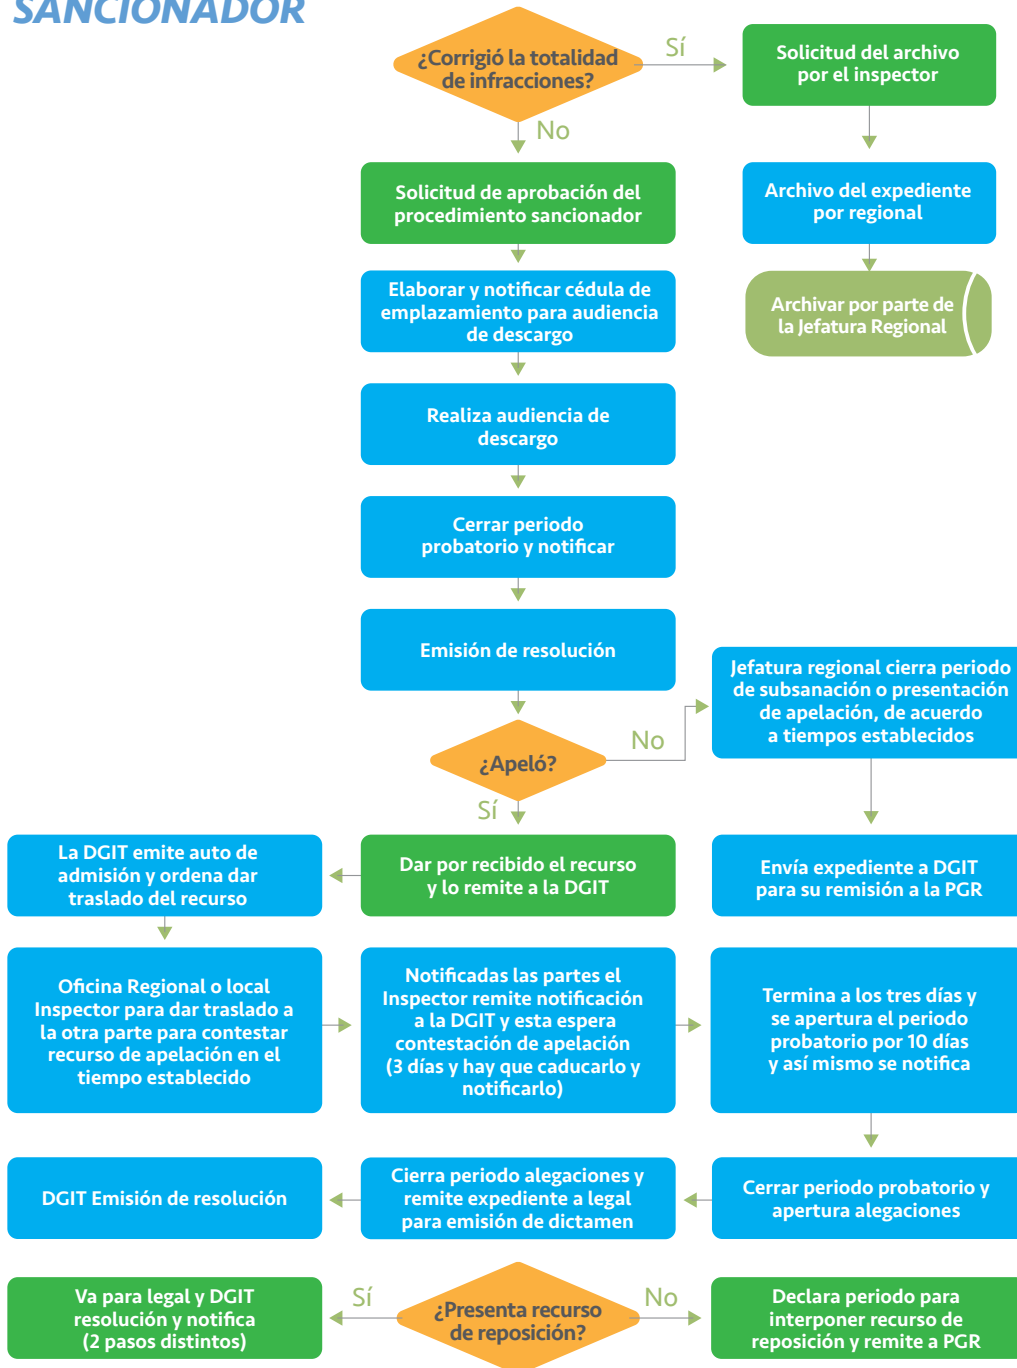 SANCIONADOR
¿Corrigió la totalidad
de infracciones?
Sí
Solicitud del archivo
por el inspector
No
Solicitud de aprobación del
procedimiento sancionador
Archivo del expediente
por regional
Elaborar y notificar cédula de
emplazamiento para audiencia
de descargo
Archivar por parte de
la Jefatura Regional
Realiza audiencia de
descargo
Cerrar periodo
probatorio y notificar
Emisión de resolución
¿Apeló?
No
Jefatura regional cierra periodo
de subsanación o presentación
de apelación, de acuerdo
a tiempos establecidos
Sí
La DGIT emite auto de
admisión y ordena dar
traslado del recurso
Dar por recibido el recurso
y lo remite a la DGIT
Envía expediente a DGIT
para su remisión a la PGR
Oficina Regional o local
Inspector para dar traslado a
la otra parte para contestar
recurso de apelación en el
tiempo establecido
Notificadas las partes el
Inspector remite notificación
a la DGIT y esta espera
contestación de apelación
(3 días y hay que caducarlo y
notificarlo)
Termina a los tres días y
se apertura el periodo
probatorio por 10 días
y así mismo se notifica
DGIT Emisión de resolución
Cierra periodo alegaciones y
remite expediente a legal
para emisión de dictamen
Cerrar periodo probatorio y
apertura alegaciones
Va para legal y DGIT
resolución y notifica
(2 pasos distintos)
Sí
¿Presenta recurso
de reposición?
No
Declara periodo para
interponer recurso de
reposición y remite a PGR